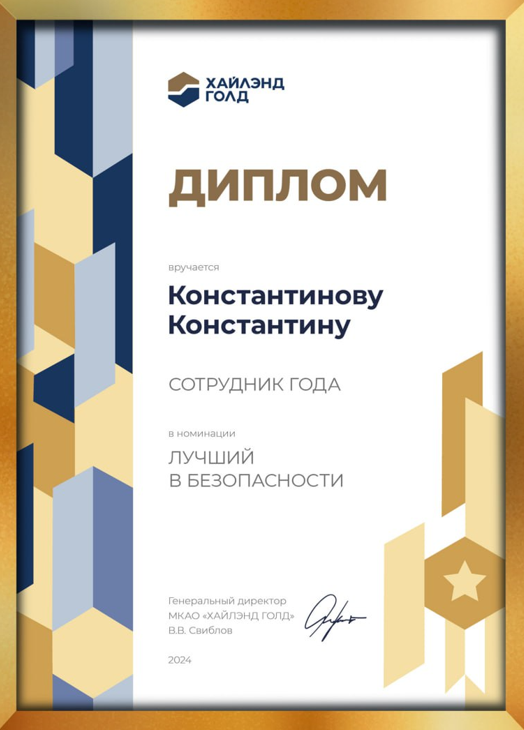 ХАЙЛЭНД
ГОЛД
ДИПЛОМ
вручается
Константинову
Константину
СОТРУДНИК ГОДА
в номинации
ЛУЧШИЙ
В БЕЗОПАСНОСТИ
Генеральный директор
МКАО «ХАЙЛЭНД ГОЛД»
В.В. Свиблов
2024